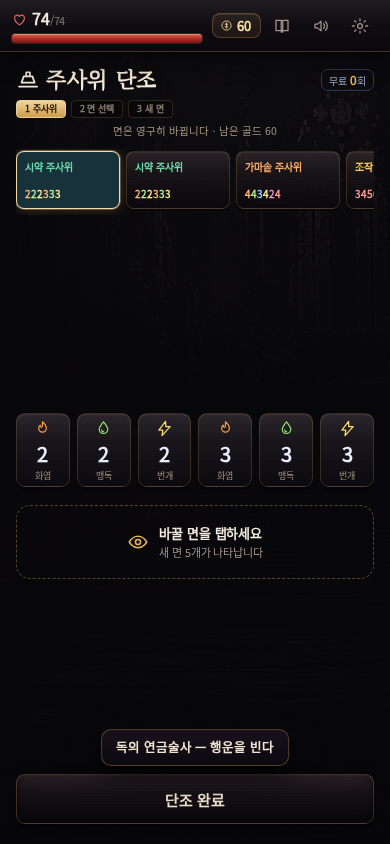 74/74
60
주사위 단조
무료 0회
1 주사위
2 면 선택
3 새 면
면은 영구히 바뀝니다 · 남은 골드 60
시약 주사위
222333
시약 주사위
222333
가마솥 주사위
443424
조작
345
2
화염
2
맹독
2
번개
3
화염
3
맹독
3
번개
바꿀 면을 탭하세요
새 면 5개가 나타납니다
독의 연금술사 — 행운을 빈다
단조 완료